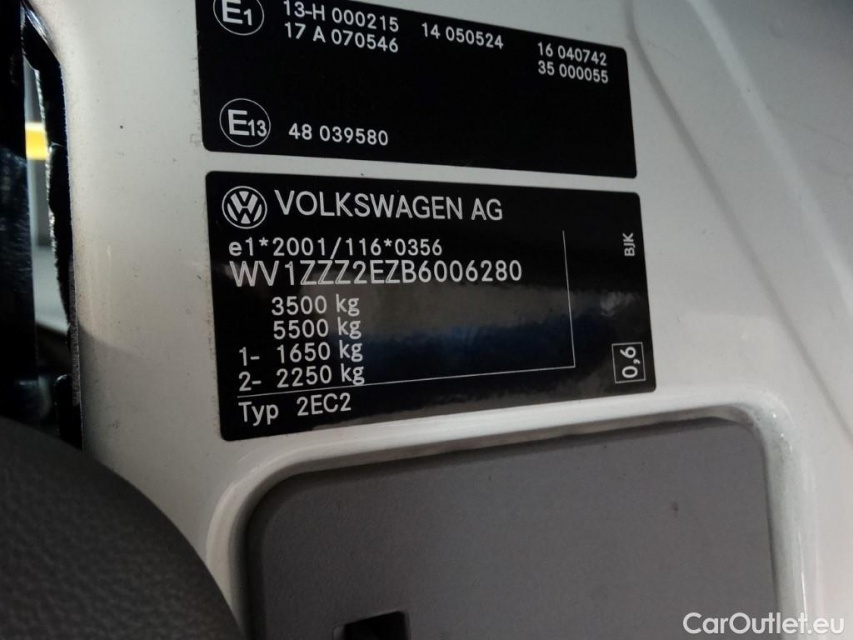 E1 13-H 000215 14 050524 16 040742
17 A 070546 35 000055
E13 48 039580
VW VOLKSWAGEN AG
e1*2001/116*0356
WV1ZZZ2EZB6006280
3500 kg
5500 kg
1- 1650 kg
2- 2250 kg
Typ 2EC2
BJK
0,6
CarOutlet.eu